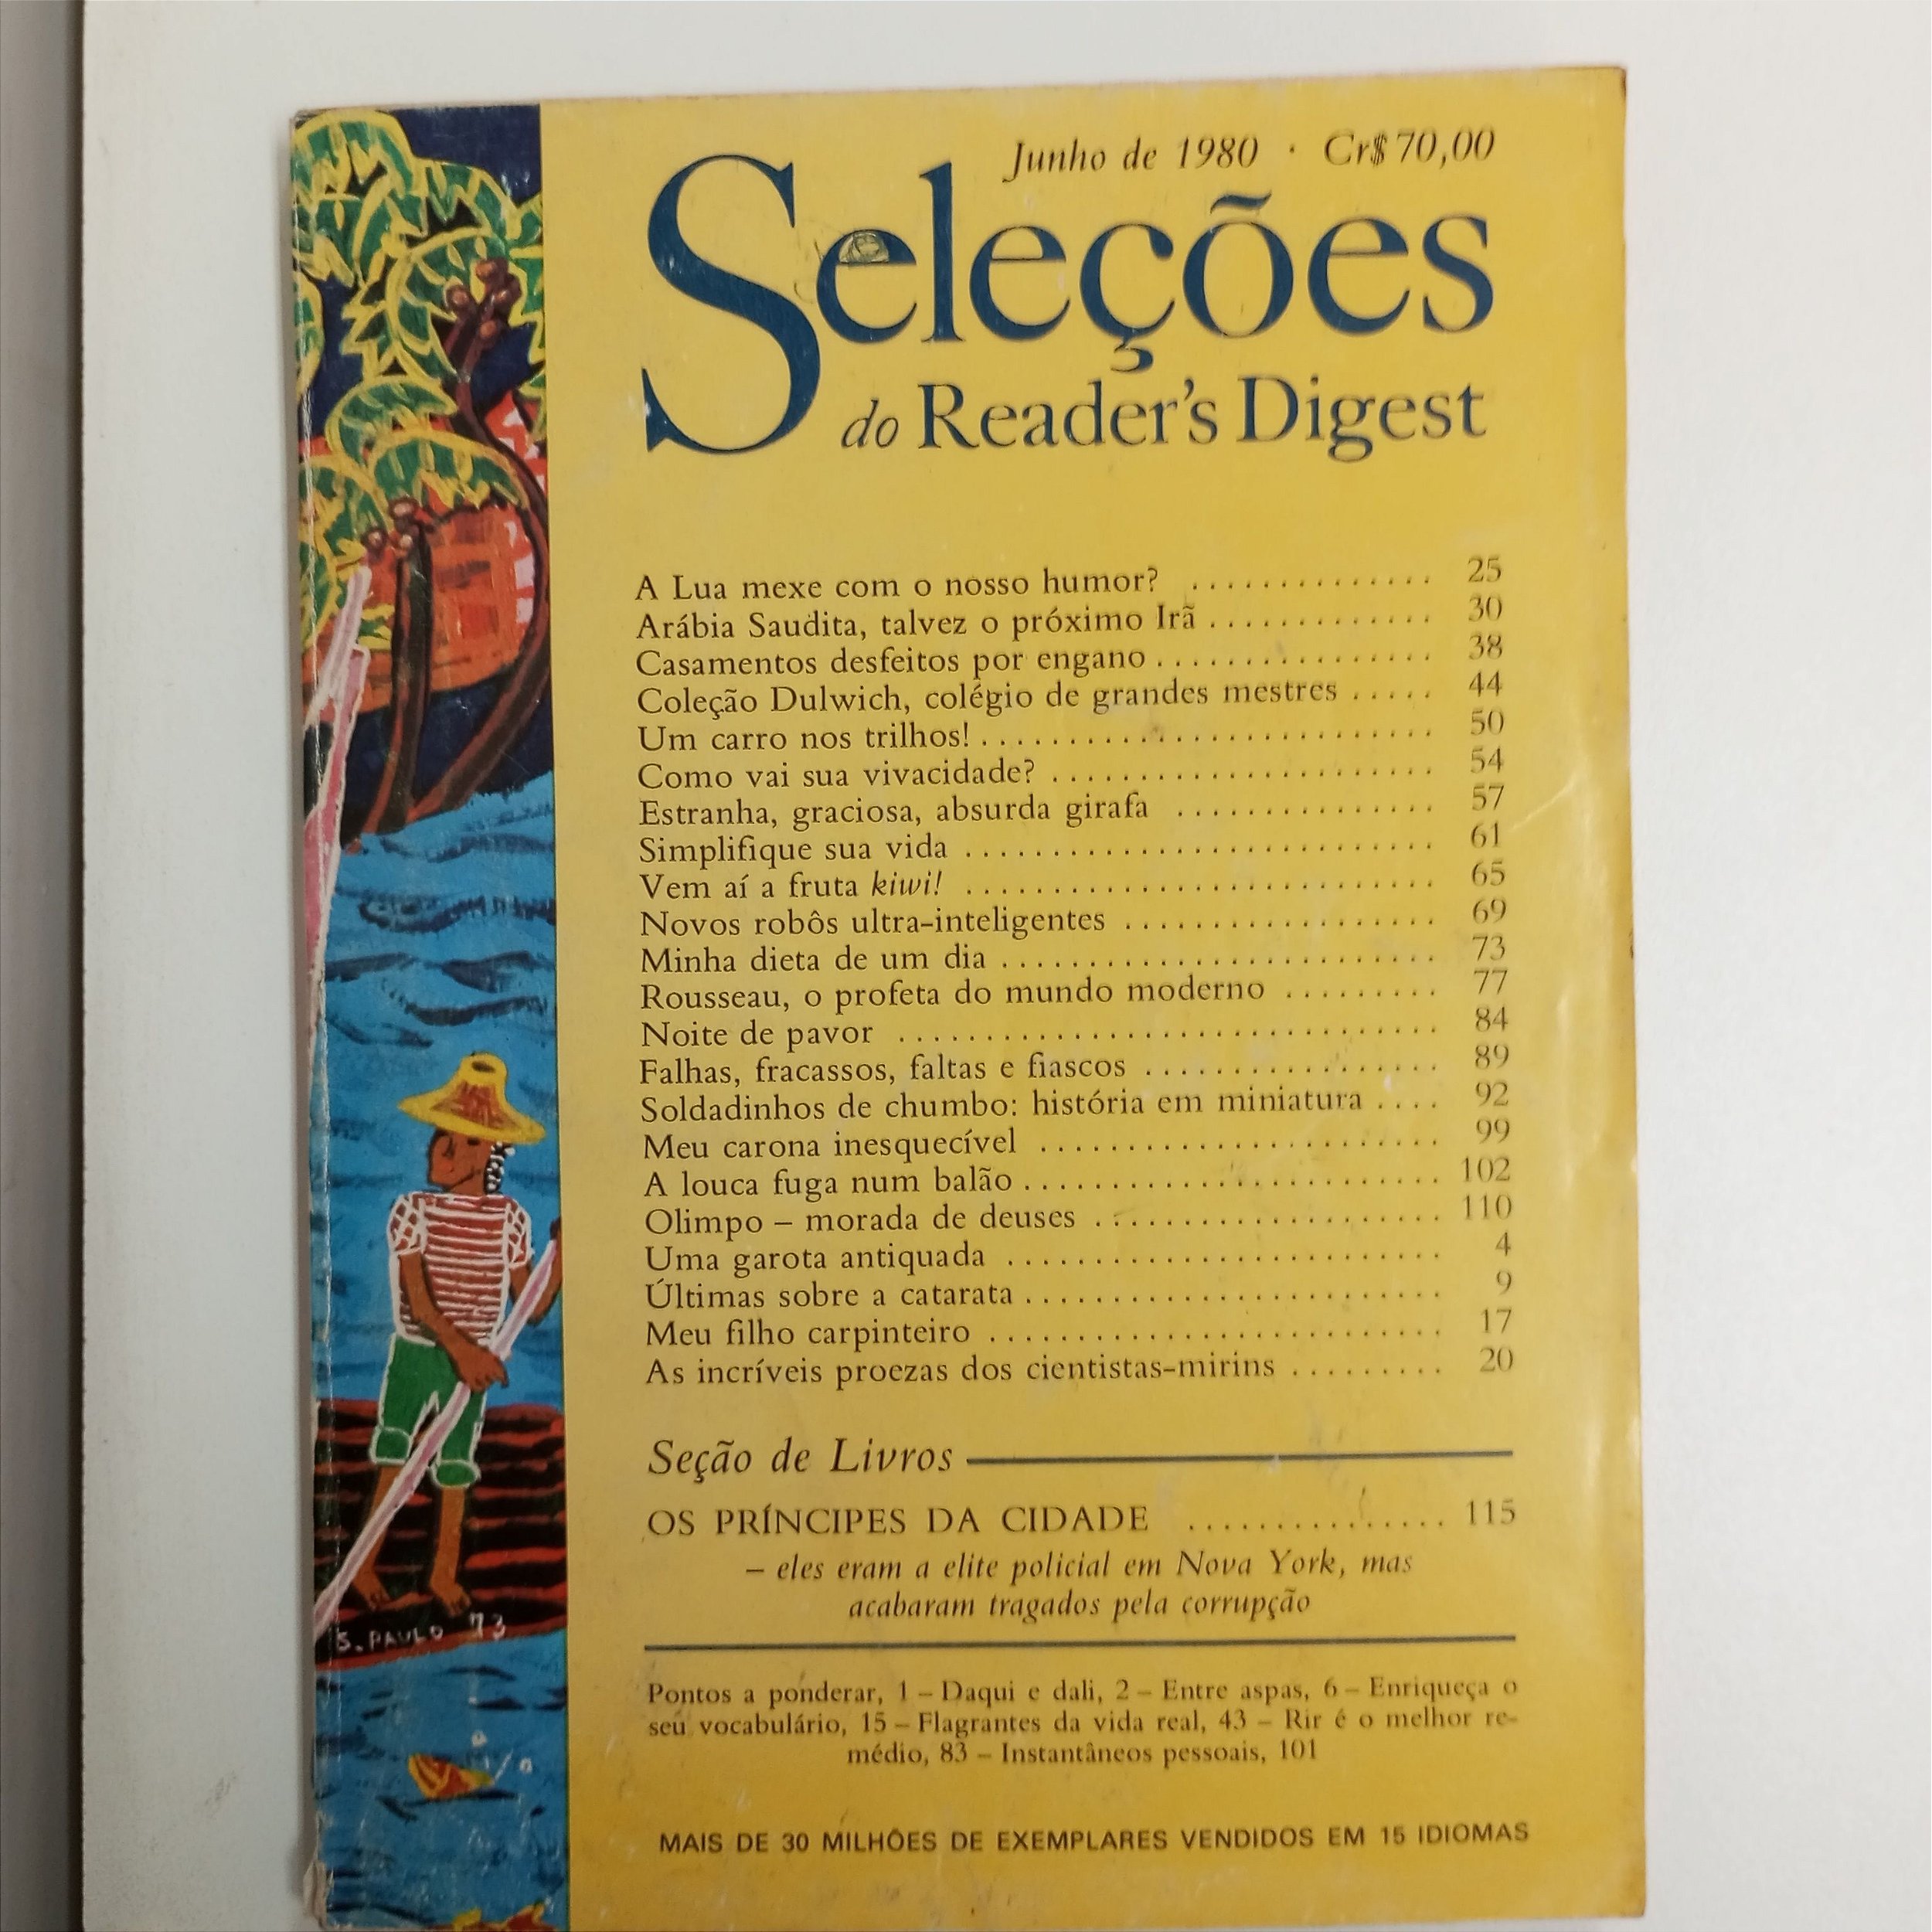 Junho de 1980 · Cr$ 70,00
Seleções
do Reader's Digest
A Lua mexe com o nosso humor? .............. 25
Arábia Saudita, talvez o próximo Irã ............. 30
Casamentos desfeitos por engano ................ 38
Coleção Dulwich, colégio de grandes mestres ..... 44
Um carro nos trilhos! ......................... 50
Como vai sua vivacidade? ...................... 54
Estranha, graciosa, absurda girafa ............... 57
Simplifique sua vida ........................... 61
Vem aí a fruta kiwi! ........................... 65
Novos robôs ultra-inteligentes .................. 69
Minha dieta de um dia ......................... 73
Rousseau, o profeta do mundo moderno ......... 77
Noite de pavor ............................... 84
Falhas, fracassos, faltas e fiascos ................. 89
Soldadinhos de chumbo: história em miniatura .... 92
Meu carona inesquecível ....................... 99
A louca fuga num balão ........................ 102
Olimpo – morada de deuses .................... 110
Uma garota antiquada ......................... 4
Últimas sobre a catarata ........................ 9
Meu filho carpinteiro .......................... 17
As incríveis proezas dos cientistas-mirins ......... 20
Seção de Livros
OS PRÍNCIPES DA CIDADE ............... 115
– eles eram a elite policial em Nova York, mas
acabaram tragados pela corrupção
S. PAULO 73
Pontos a ponderar, 1 – Daqui e dali, 2 – Entre aspas, 6 – Enriqueça o
seu vocabulário, 15 – Flagrantes da vida real, 43 – Rir é o melhor re-
médio, 83 – Instantâneos pessoais, 101
MAIS DE 30 MILHÕES DE EXEMPLARES VENDIDOS EM 15 IDIOMAS